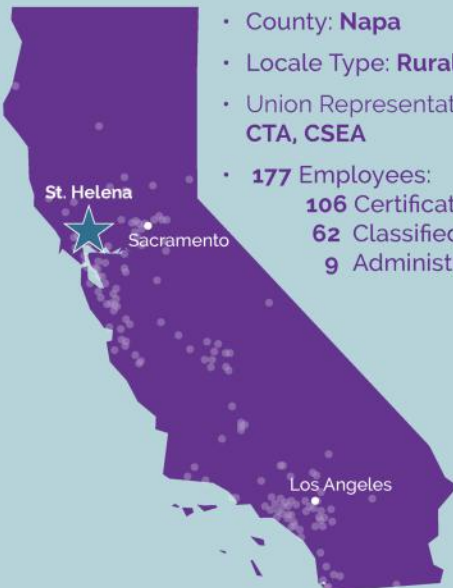 • County: Napa
• Locale Type: Rural
• Union Representat
CTA, CSEA
• 177 Employees:
106 Certificat
62 Classified
9 Administ
St. Helena
Sacramento
Los Angeles